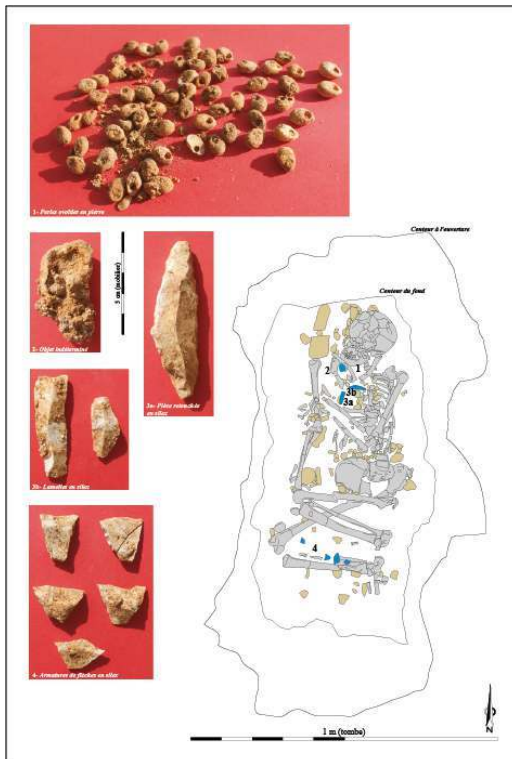 1- Perles ovoïdes en pierre
Contour à l'ouverture
Contour du fond
2- Objet indéterminé
5 cm (mobilier)
3a- Pièce retouchée
en silex
2
1
3b
3a
3b- Lamelles en silex
4
4- Armatures de flèches en silex
N
1 m (tombe)